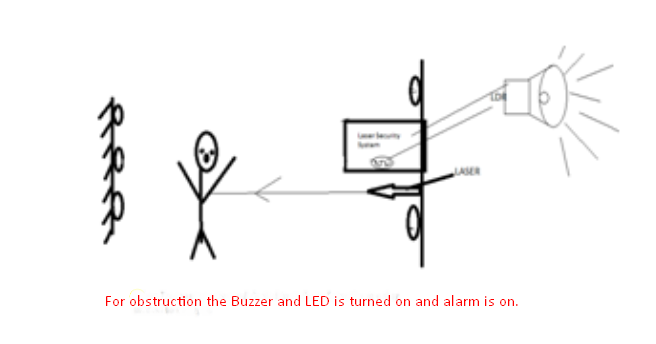 LDR
Laser Security
System
LASER
For obstruction the Buzzer and LED is turned on and alarm is on.